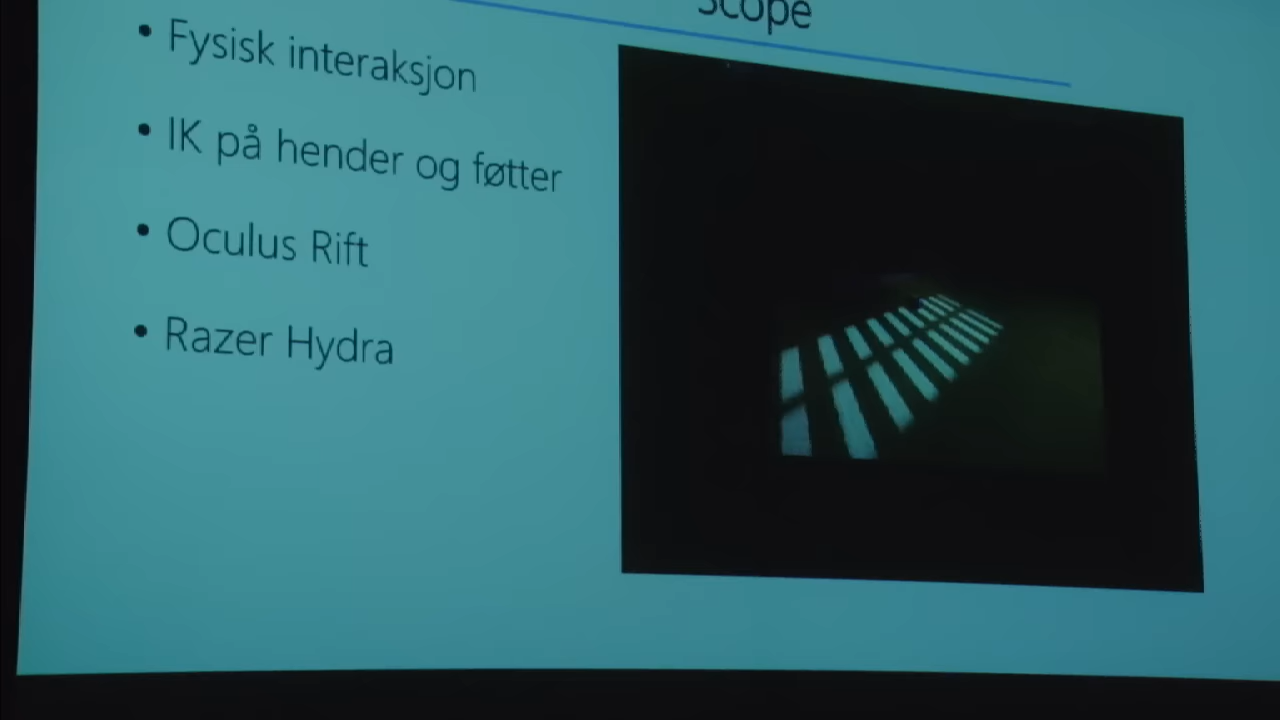 Scope
• Fysisk interaksjon
• IK på hender og føtter
• Oculus Rift
• Razer Hydra